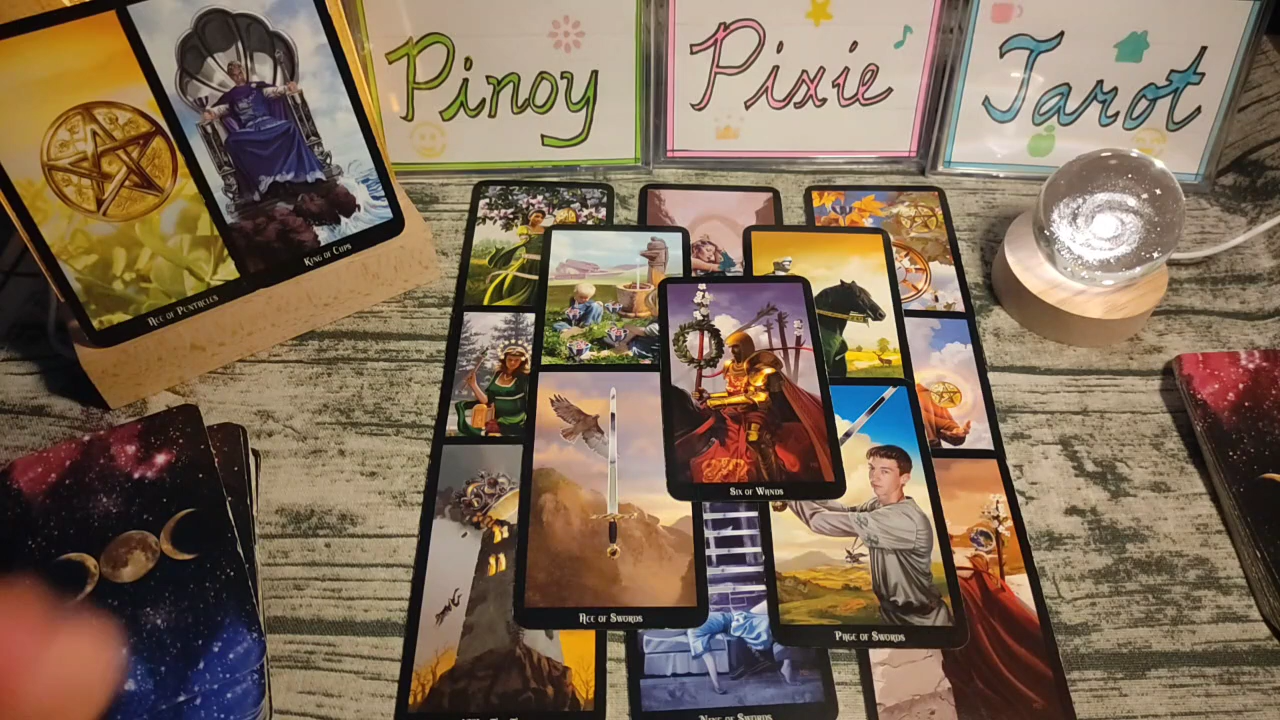 Pinoy Pixie Tarot
Ace of Pentacles
King of Cups
Six of Wands
Ace of Swords
Page of Swords
Nine of Swords